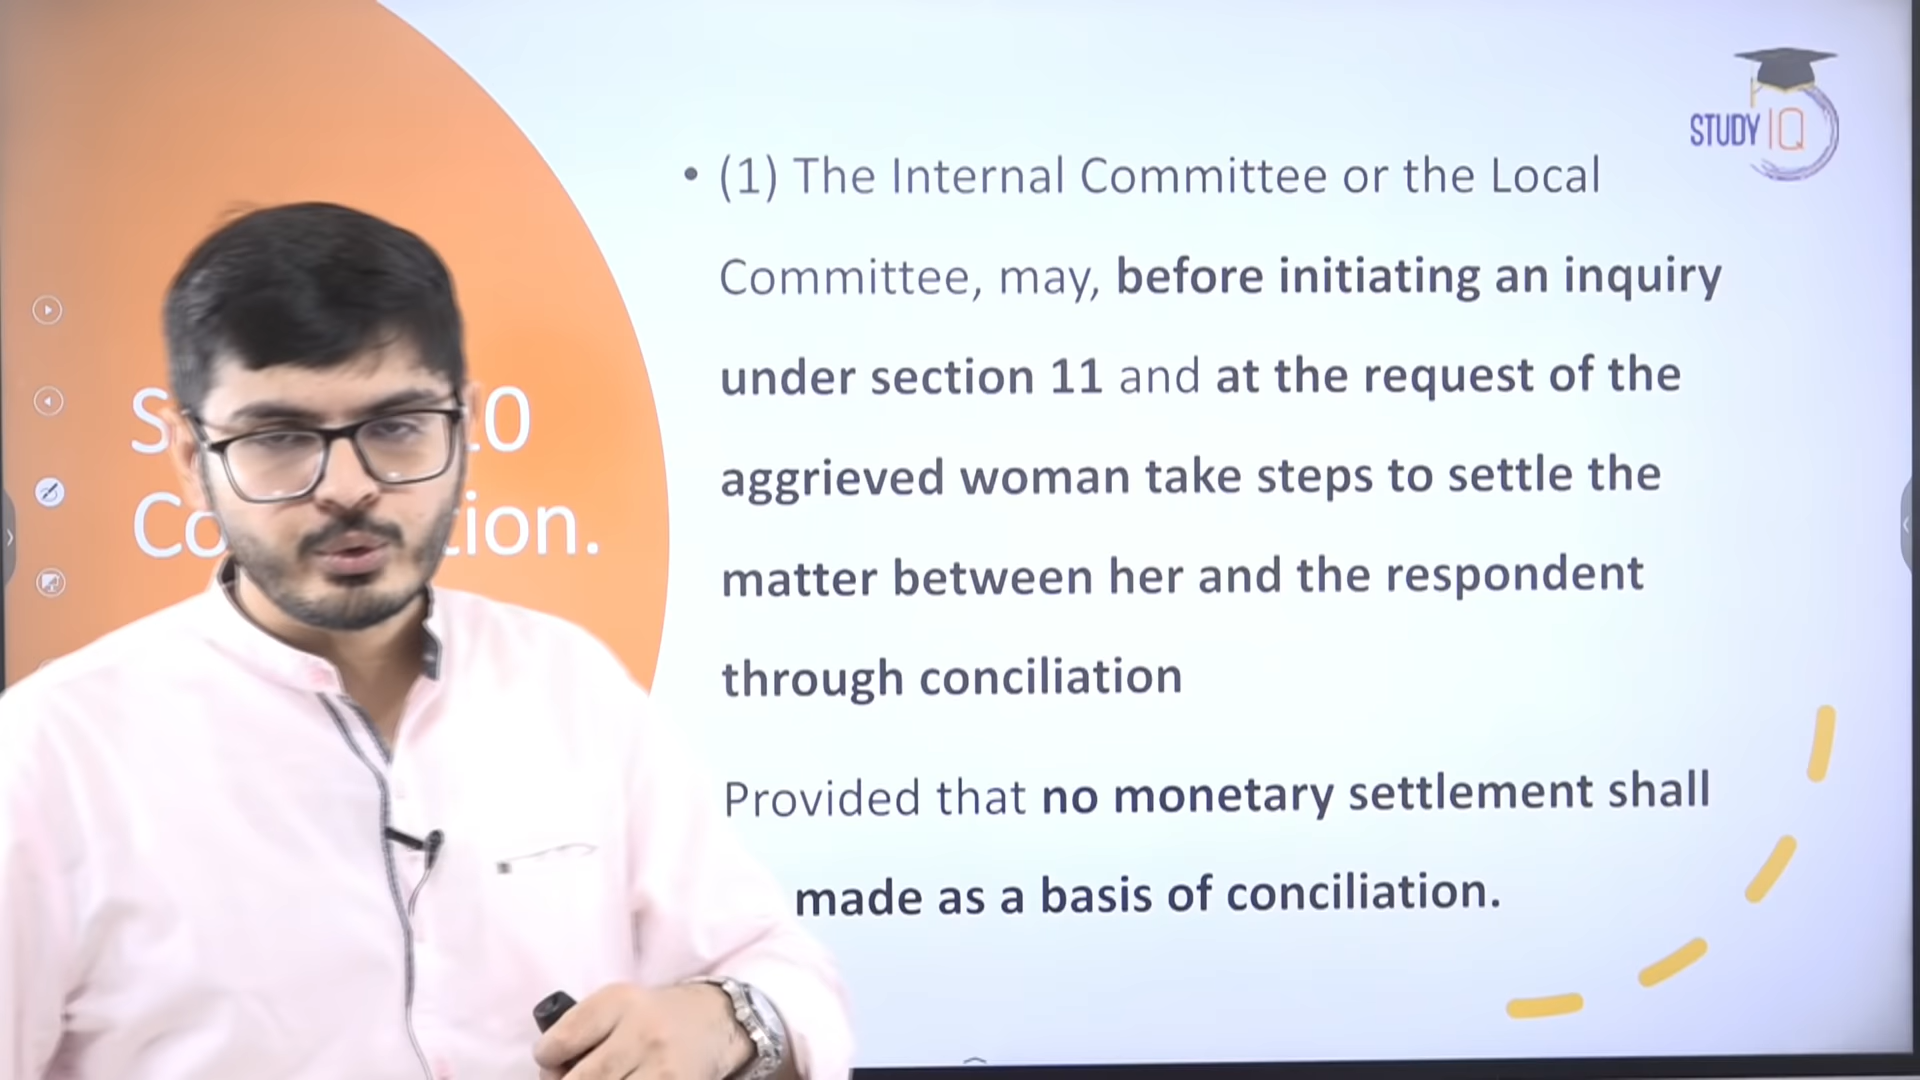 STUDY IQ
• (1) The Internal Committee or the Local
Committee, may, before initiating an inquiry
under section 11 and at the request of the
aggrieved woman take steps to settle the
matter between her and the respondent
through conciliation
Provided that no monetary settlement shall
made as a basis of conciliation.